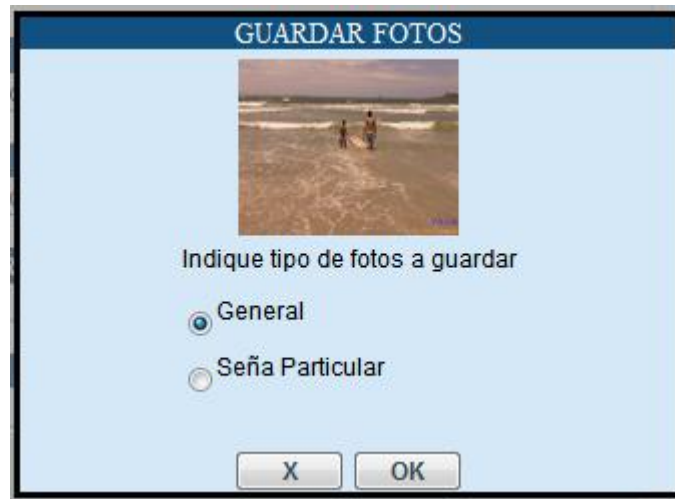 GUARDAR FOTOS
Indique tipo de fotos a guardar
General
Seña Particular
X
OK